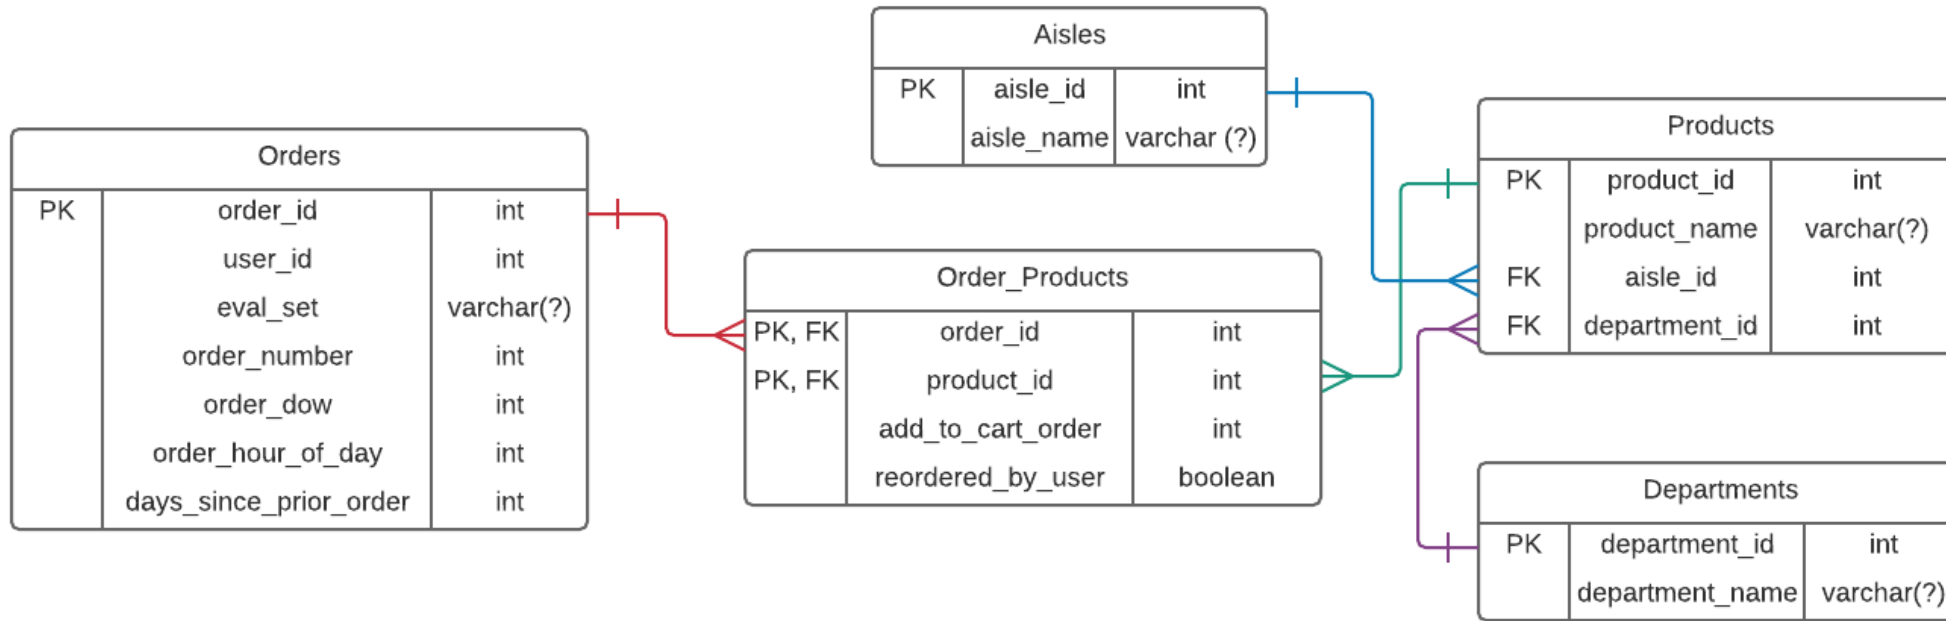 Aisles
PK aisle_id int
aisle_name varchar (?)
Orders
PK order_id int
user_id int
eval_set varchar(?)
order_number int
order_dow int
order_hour_of_day int
days_since_prior_order int
Order_Products
PK, FK order_id int
PK, FK product_id int
add_to_cart_order int
reordered_by_user boolean
Products
PK product_id int
product_name varchar(?)
FK aisle_id int
FK department_id int
Departments
PK department_id int
department_name varchar(?)